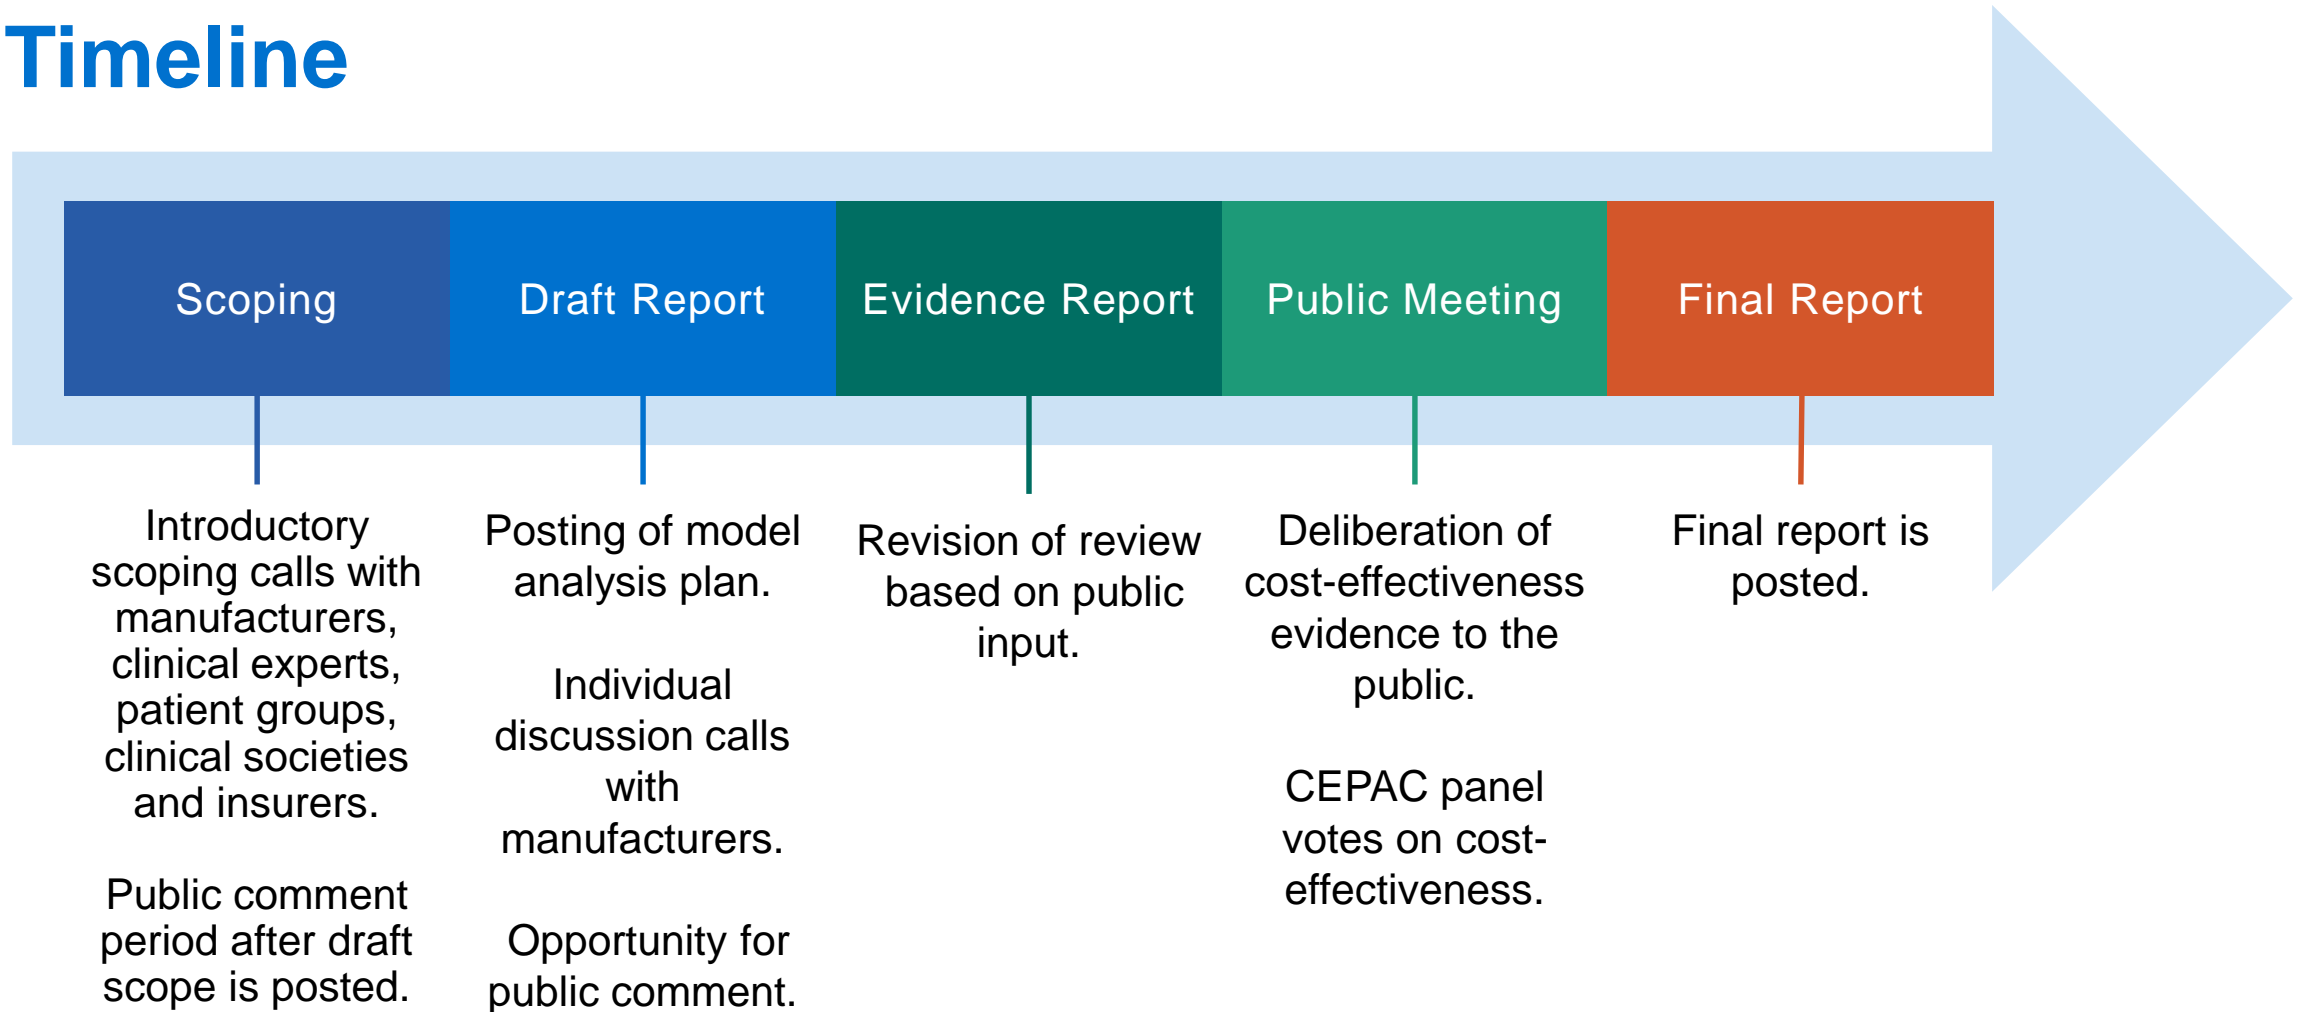 Timeline
Scoping
Draft Report
Evidence Report
Public Meeting
Final Report
Introductory
scoping calls with
manufacturers,
clinical experts,
patient groups,
clinical societies
and insurers.
Public comment
period after draft
scope is posted.
Posting of model
analysis plan.
Individual
discussion calls
with
manufacturers.
Opportunity for
public comment.
Revision of review
based on public
input.
Deliberation of
cost-effectiveness
evidence to the
public.
CEPAC panel
votes on cost-
effectiveness.
Final report is
posted.